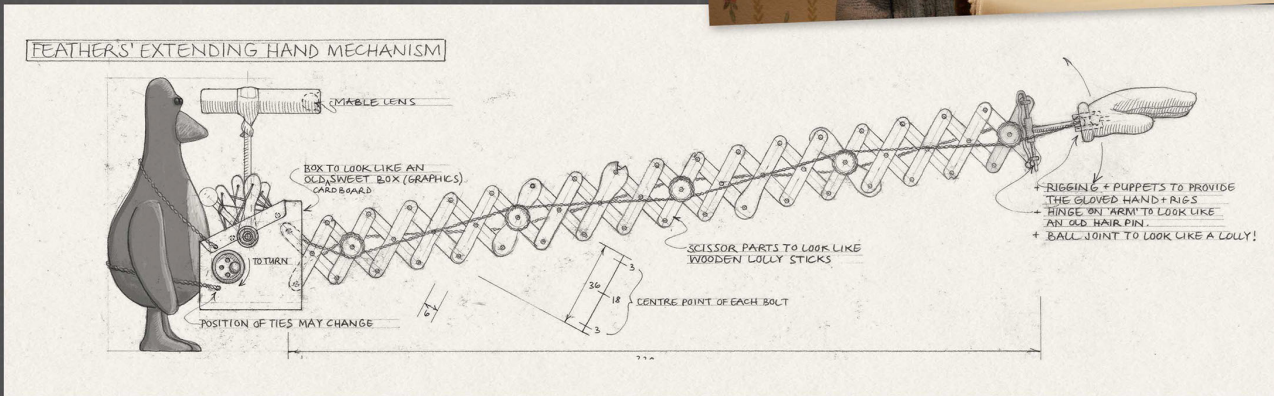 FEATHERS' EXTENDING HAND MECHANISM
MABLE LENS
BOX TO LOOK LIKE AN
OLD, SWEET BOX (GRAPHICS)
CARDBOARD
TO TURN
POSITION OF TIES MAY CHANGE
SCISSOR PARTS TO LOOK LIKE
WOODEN LOLLY STICKS
3
36
18
3
CENTRE POINT OF EACH BOLT
6
+ RIGGING + PUPPETS TO PROVIDE
THE GLOVED HAND + RIGS
+ HINGE ON 'ARM' TO LOOK LIKE
AN OLD HAIR PIN.
+ BALL JOINT TO LOOK LIKE A LOLLY!